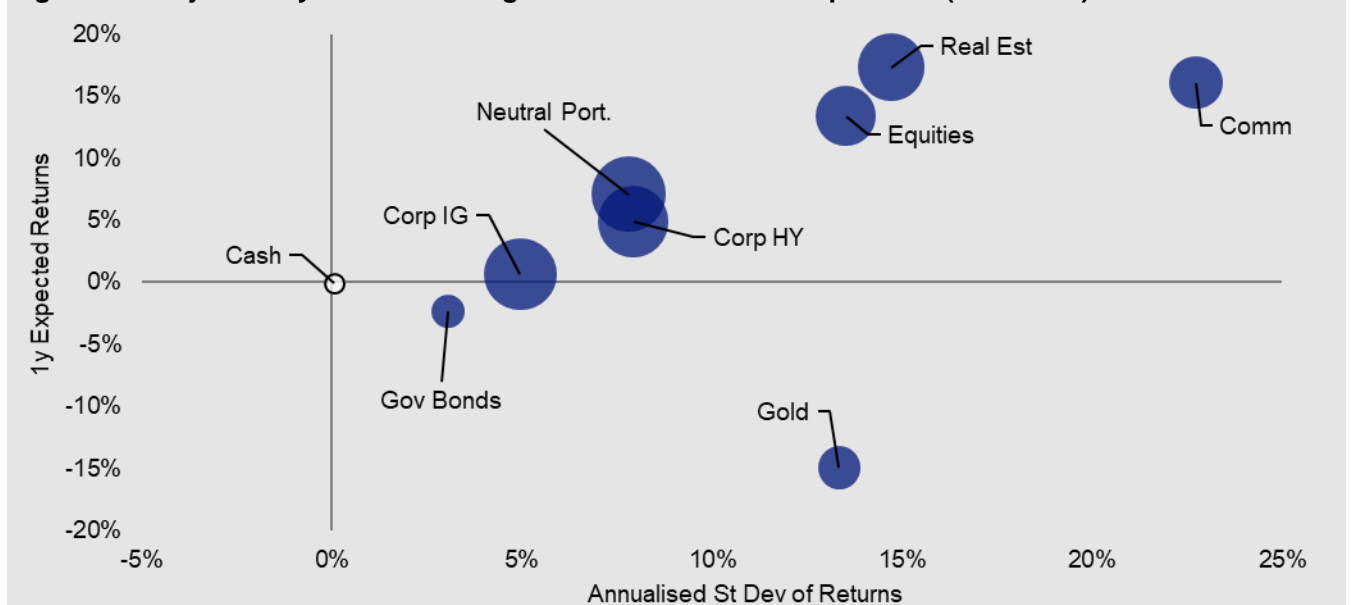 20%
Real Est
15%
Neutral Port.
Comm
Equities
10%
5%
Corp IG
Corp HY
Cash
0%
-5%
Gov Bonds
-10%
Gold
-15%
-20%
-5%
0%
5%
10%
15%
20%
25%
1y Expected Returns
Annualised St Dev of Returns